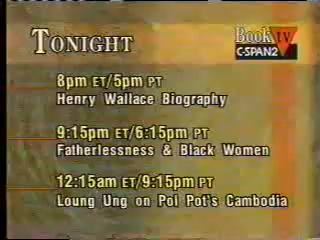 TONIGHT
Book TV
C-SPAN2
8pm ET/5pm PT
Henry Wallace Biography
9:15pm ET/6:15pm PT
Fatherlessness & Black Women
12:15am ET/9:15pm PT
Loung Ung on Pol Pot's Cambodia